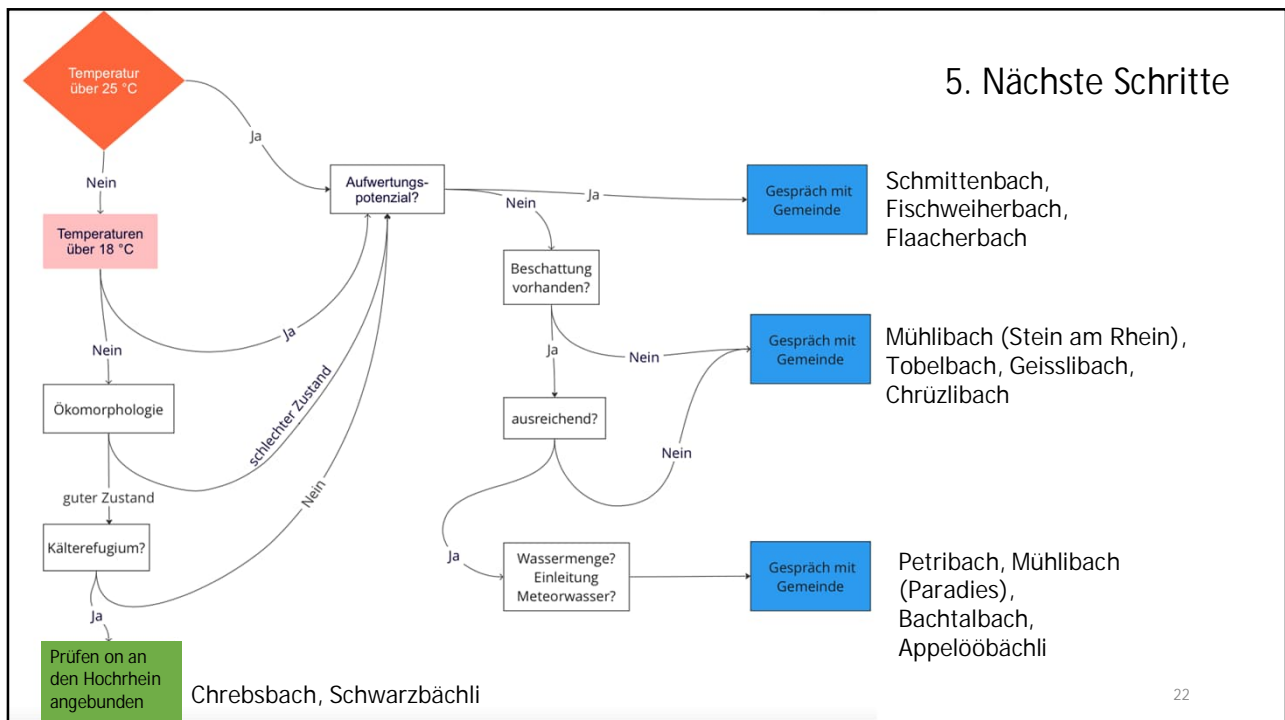 5. Nächste Schritte
Temperatur
über 25 °C
Ja
Nein
Temperaturen
über 18 °C
Ja
Nein
Ökomorphologie
schlechter Zustand
guter Zustand
Kälterefugium?
Nein
Ja
Prüfen on an
den Hochrhein
angebunden
Chrebsbach, Schwarzbächli
Aufwertungs-
potenzial?
Ja
Nein
Gespräch mit
Gemeinde
Schmittenbach,
Fischweiherbach,
Flaacherbach
Beschattung
vorhanden?
Ja
Nein
Gespräch mit
Gemeinde
Mühlibach (Stein am Rhein),
Tobelbach, Geisslibach,
Chrüzlibach
ausreichend?
Nein
Ja
Wassermenge?
Einleitung
Meteorwasser?
Gespräch mit
Gemeinde
Petribach, Mühlibach
(Paradies),
Bachtalbach,
Appelööbächli
22